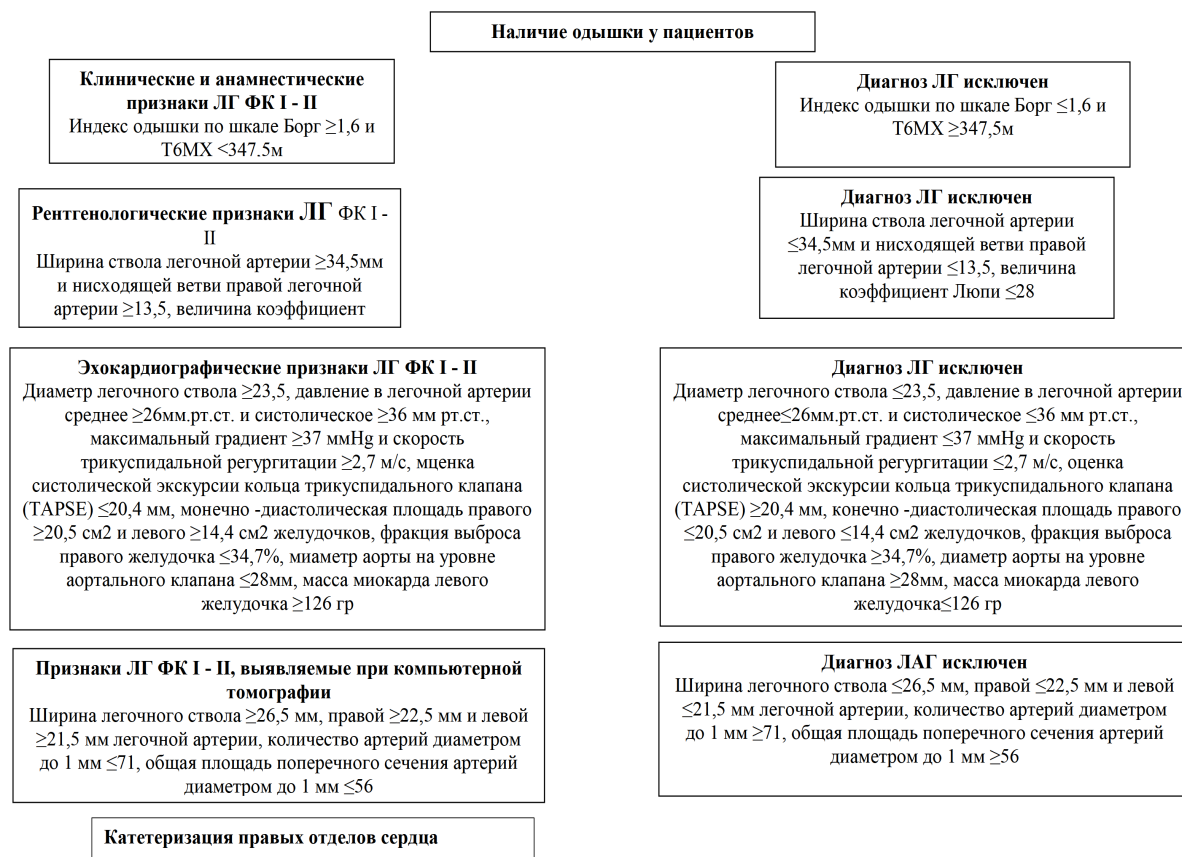 Наличие одышки у пациентов
Клинические и анамнестические
признаки ЛГ ФК I - II
Индекс одышки по шкале Борг ≥1,6 и
Т6МХ <347.5м
Диагноз ЛГ исключен
Индекс одышки по шкале Борг ≤1,6 и
Т6МХ ≥347,5м
Рентгенологические признаки ЛГ ФК I -
II
Ширина ствола легочной артерии ≥34,5мм
и нисходящей ветви правой легочной
артерии ≥13,5, величина коэффициент
Диагноз ЛГ исключен
Ширина ствола легочной артерии
≤34,5мм и нисходящей ветви правой
легочной артерии ≤13,5, величина
коэффициент Люпи ≤28
Эхокардиографические признаки ЛГ ФК I - II
Диаметр легочного ствола ≥23,5, давление в легочной артерии
среднее ≥26мм.рт.ст. и систолическое ≥36 мм рт.ст.,
максимальный градиент ≥37 ммHg и скорость
трикуспидальной регургитации ≥2,7 м/с, мценка
систолической экскурсии кольца трикуспидального клапана
(TAPSE) ≤20,4 мм, монечно -диастолическая площадь правого
≥20,5 см2 и левого ≥14,4 см2 желудочков, фракция выброса
правого желудочка ≤34,7%, миаметр аорты на уровне
аортального клапана ≤28мм, масса миокарда левого
желудочка ≥126 гр
Диагноз ЛГ исключен
Диаметр легочного ствола ≤23,5, давление в легочной артерии
среднее≤26мм.рт.ст. и систолическое ≤36 мм рт.ст.,
максимальный градиент ≤37 ммHg и скорость
трикуспидальной регургитации ≤2,7 м/с, оценка
систолической экскурсии кольца трикуспидального клапана
(TAPSE) ≥20,4 мм, конечно -диастолическая площадь правого
≤20,5 см2 и левого ≤14,4 см2 желудочков, фракция выброса
правого желудочка ≥34,7%, диаметр аорты на уровне
аортального клапана ≥28мм, масса миокарда левого
желудочка≤126 гр
Признаки ЛГ ФК I - II, выявляемые при компьютерной
томографии
Ширина легочного ствола ≥26,5 мм, правой ≥22,5 мм и левой
≥21,5 мм легочной артерии, количество артерий диаметром
до 1 мм ≤71, общая площадь поперечного сечения артерий
диаметром до 1 мм ≤56
Диагноз ЛАГ исключен
Ширина легочного ствола ≤26,5 мм, правой ≤22,5 мм и левой
≤21,5 мм легочной артерии, количество артерий диаметром
до 1 мм ≥71, общая площадь поперечного сечения артерий
диаметром до 1 мм ≥56
Катетеризация правых отделов сердца